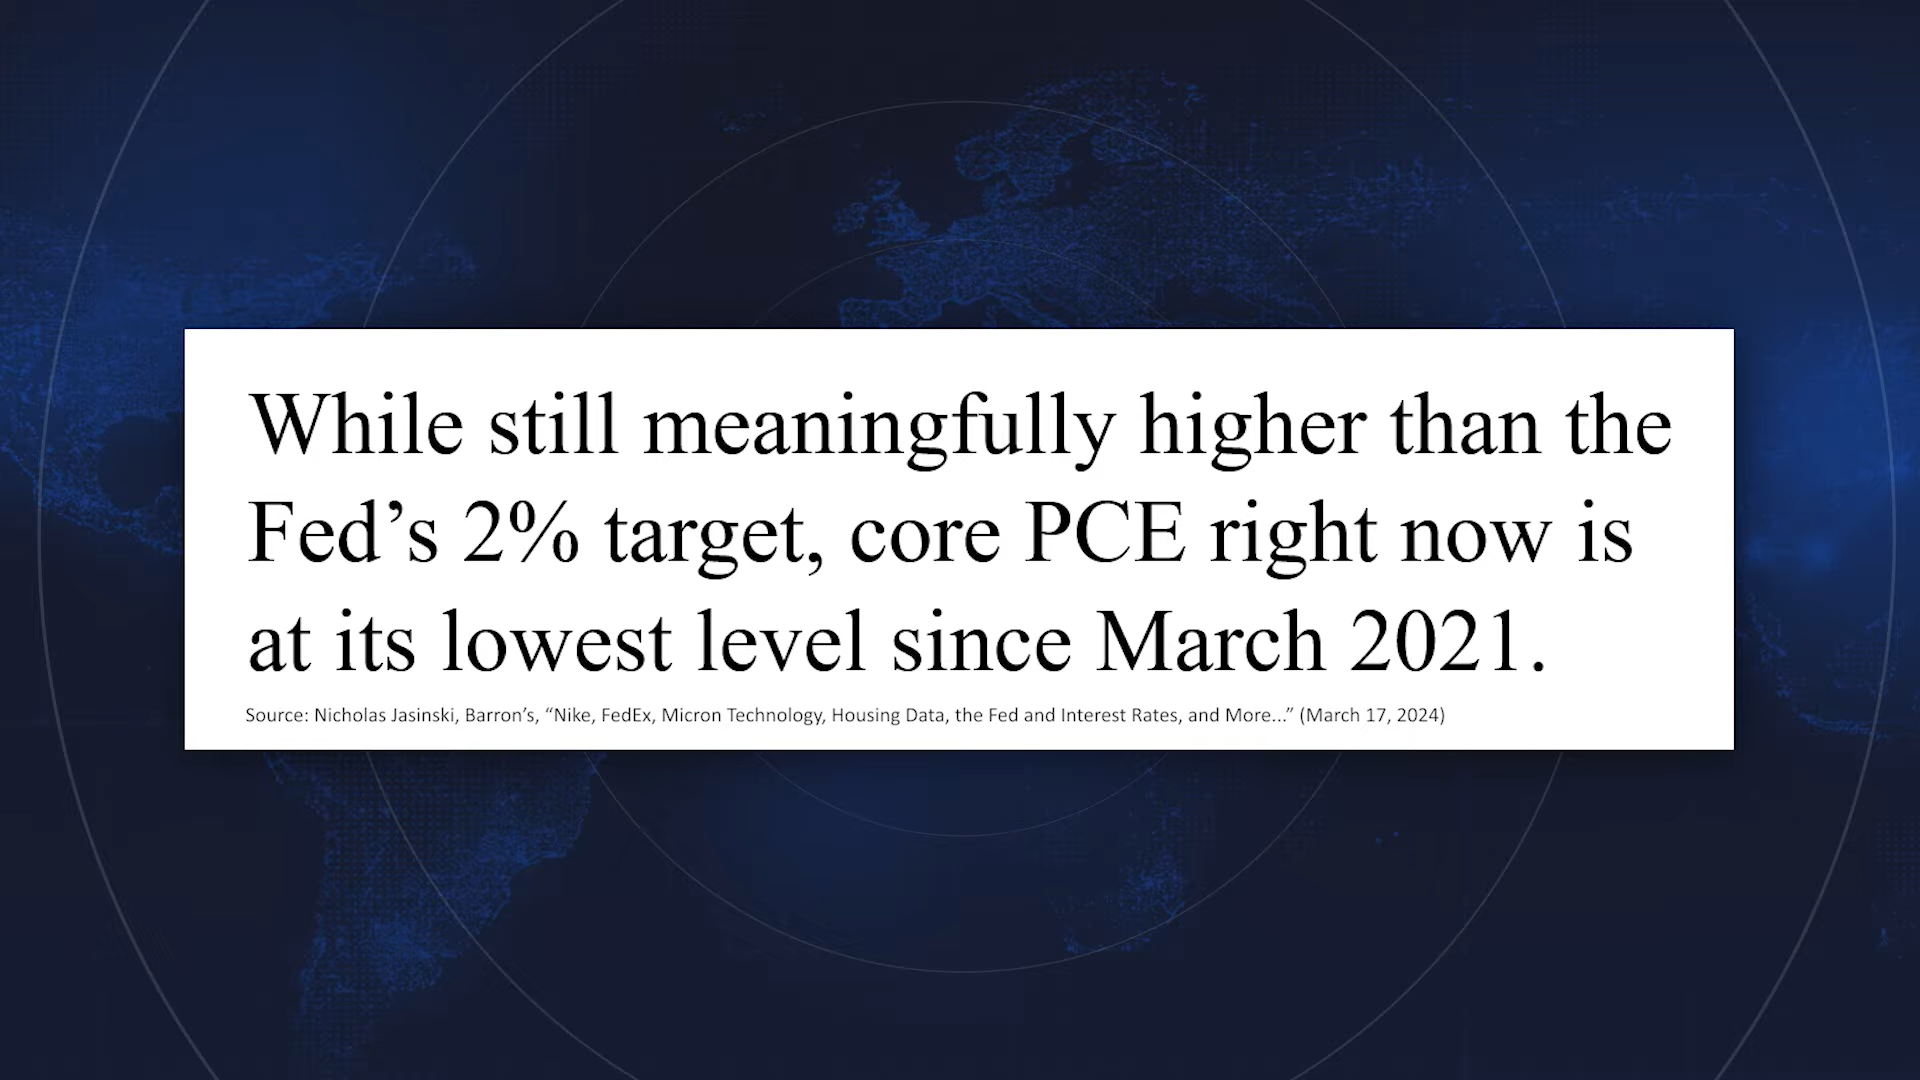 While still meaningfully higher than the
Fed’s 2% target, core PCE right now is
at its lowest level since March 2021.
Source: Nicholas Jasinski, Barron’s, “Nike, FedEx, Micron Technology, Housing Data, the Fed and Interest Rates, and More...” (March 17, 2024)